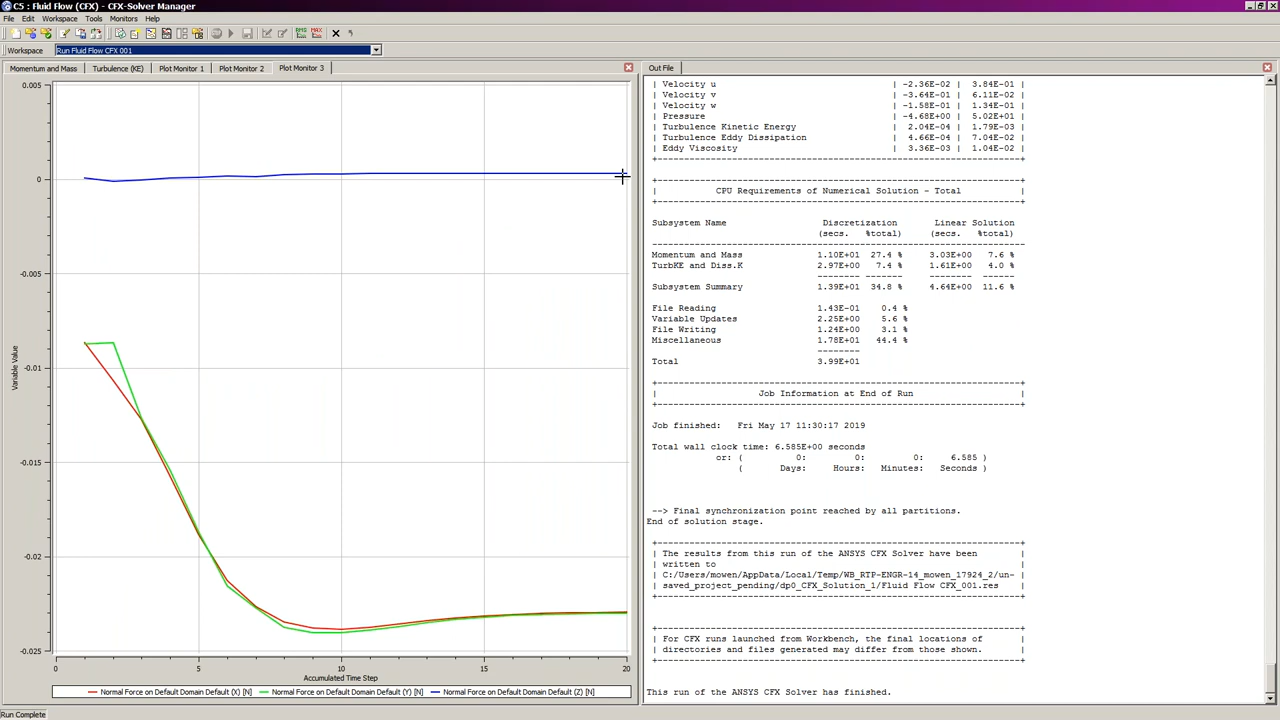 C5 : Fluid Flow (CFX) - CFX-Solver Manager
File Edit Workspace Tools Monitors Help
Workspace Run Fluid Flow CFX 001
Momentum and Mass Turbulence (KE) Plot Monitor 1 Plot Monitor 2 Plot Monitor 3
0.005
0
-0.005
-0.01
-0.015
-0.02
-0.025
Variable Value
0 5 10 15 20
Accumulated Time Step
Normal Force on Default Domain Default (X) [N] Normal Force on Default Domain Default (Y) [N] Normal Force on Default Domain Default (Z) [N]
Run Complete
Out File
| Velocity u | -2.36E-02 | 3.84E-01 |
| Velocity v | -3.64E-01 | 6.11E-02 |
| Velocity w | -1.58E-01 | 1.34E-01 |
| Pressure | -4.68E+00 | 5.02E+01 |
| Turbulence Kinetic Energy | 2.04E-04 | 1.79E-03 |
| Turbulence Eddy Dissipation | 4.66E-04 | 7.04E-02 |
| Eddy Viscosity | 3.36E-03 | 1.04E-02 |
+--------------------------------------------------------------------+
+--------------------------------------------------------------------+
| CPU Requirements of Numerical Solution - Total |
+--------------------------------------------------------------------+
Subsystem Name Discretization Linear Solution
(secs. %total) (secs. %total)
----------------------------------------------------------------------
Momentum and Mass 1.10E+01 27.4 % 3.03E+00 7.6 %
TurbKE and Diss.K 2.97E+00 7.4 % 1.61E+00 4.0 %
-------- ------- -------- ------
Subsystem Summary 1.39E+01 34.8 % 4.64E+00 11.6 %
File Reading 1.43E-01 0.4 %
Variable Updates 2.25E+00 5.6 %
File Writing 1.24E+00 3.1 %
Miscellaneous 1.78E+01 44.4 %
--------
Total 3.99E+01
+--------------------------------------------------------------------+
| Job Information at End of Run |
+--------------------------------------------------------------------+
Job finished: Fri May 17 11:30:17 2019
Total wall clock time: 6.585E+00 seconds
or: ( 0: 0: 0: 6.585 )
( Days: Hours: Minutes: Seconds )
--> Final synchronization point reached by all partitions.
End of solution stage.
+--------------------------------------------------------------------+
| The results from this run of the ANSYS CFX Solver have been |
| written to |
| C:/Users/mowen/AppData/Local/Temp/WB_RTP-ENGR-14_mowen_17924_2/un- |
| saved_project_pending/dp0_CFX_Solution_1/Fluid Flow CFX_001.res |
+--------------------------------------------------------------------+
+--------------------------------------------------------------------+
| For CFX runs launched from Workbench, the final locations of |
| directories and files generated may differ from those shown. |
+--------------------------------------------------------------------+
This run of the ANSYS CFX Solver has finished.